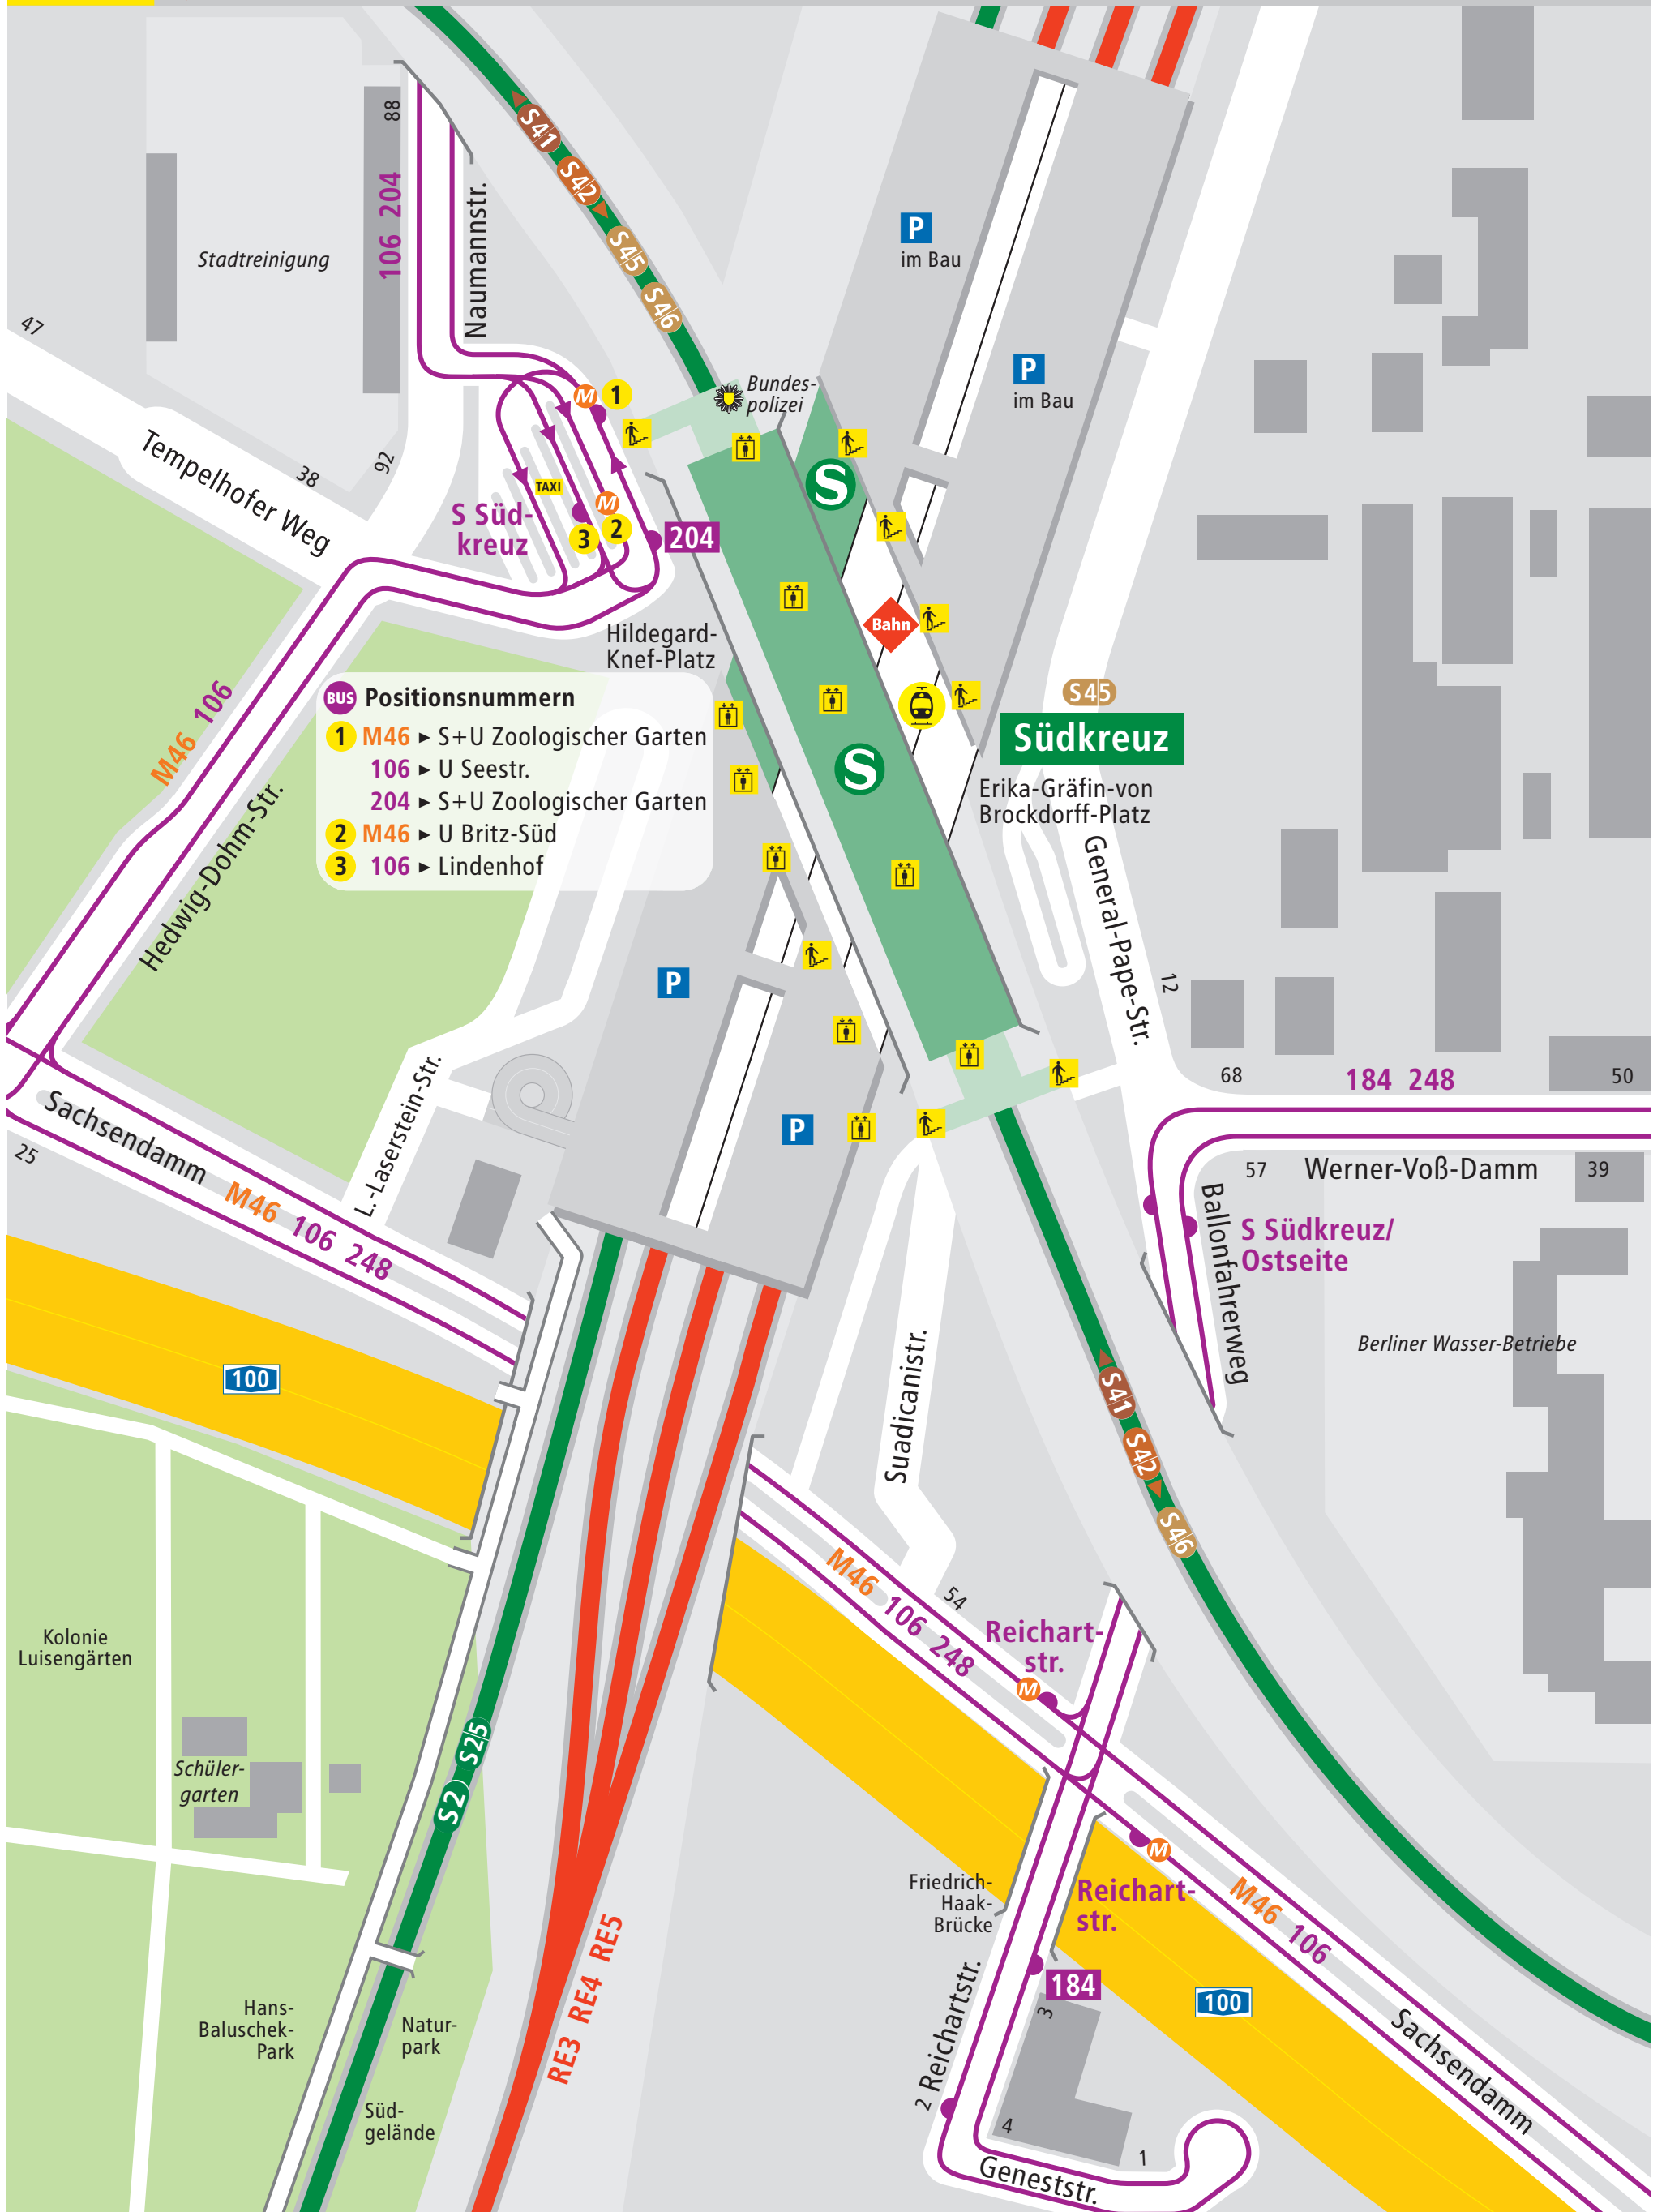 88
S41
S42
S45
S46
106 204
Naumannstr.
Stadtreinigung
47
P
im Bau
P
im Bau
Bundes-
polizei
M 1
Tempelhofer Weg
38
92
TAXI
S Süd-
kreuz
M
2
3
204
S
Bahn
Hildegard-
Knef-Platz
M46 106
Hedwig-Dohm-Str.
BUS Positionsnummern
1 M46 ► S+U Zoologischer Garten
106 ► U Seestr.
204 ► S+U Zoologischer Garten
2 M46 ► U Britz-Süd
3 106 ► Lindenhof
S
S45
Südkreuz
Erika-Gräfin-von
Brockdorff-Platz
General-Pape-Str.
12
P
68
184 248
50
P
L.-Laserstein-Str.
Sachsendamm
25
M46 106 248
57
Werner-Voß-Damm
39
Ballonfahrerweg
S Südkreuz/
Ostseite
Berliner Wasser-Betriebe
100
Suadicanistr.
S41
S42
S46
M46 106 248
54
Reichart-
str.
M
Kolonie
Luisengärten
Schüler-
garten
S25
S2
RE3 RE4 RE5
M
Friedrich-
Haak-
Brücke
Reichart-
str.
M46 106
184
100
3
Hans-
Baluschek-
Park
Natur-
park
Süd-
gelände
2 Reichartstr.
4
1
Geneststr.
Sachsendamm